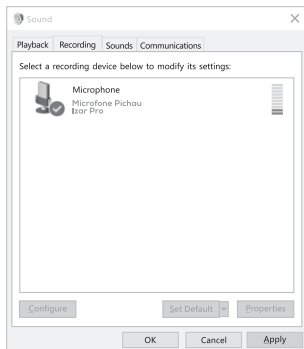 Sound
Playback Recording Sounds Communications
Select a recording device below to modify its settings:
Microphone
Microfone Pichau
Izar Pro
Configure Set Default Properties
OK Cancel Apply